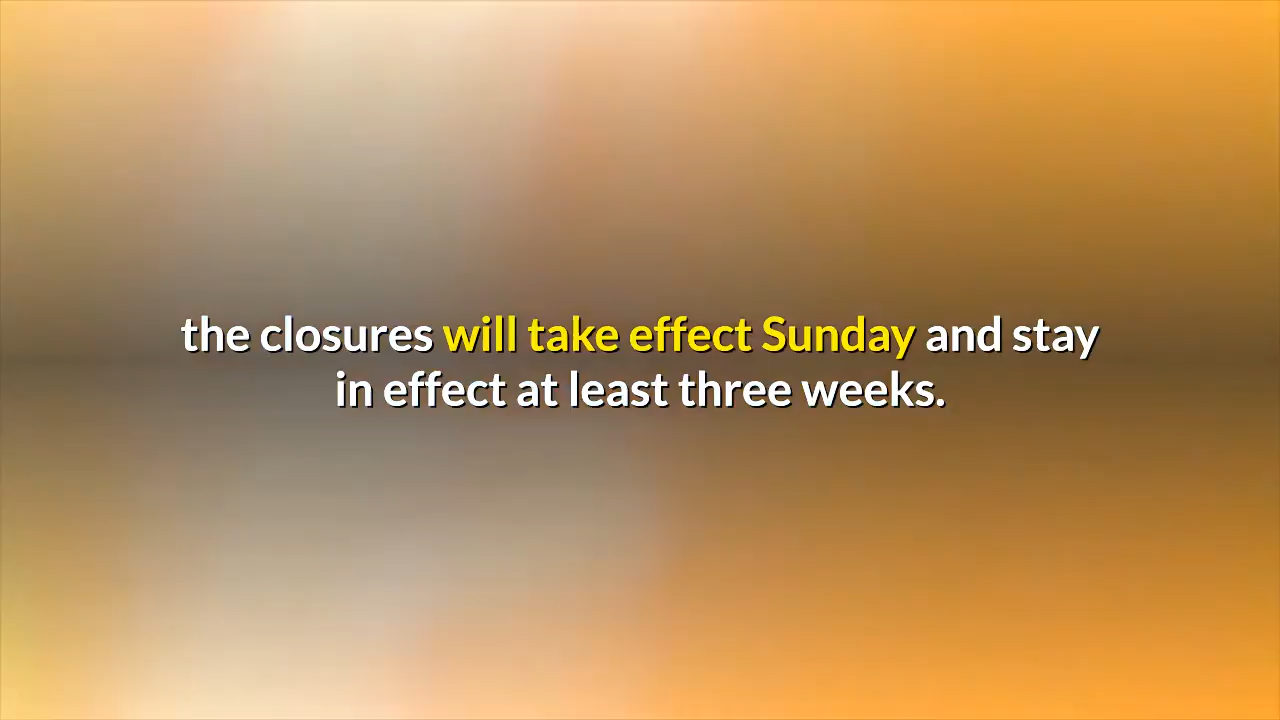 the closures will take effect Sunday and stay
in effect at least three weeks.